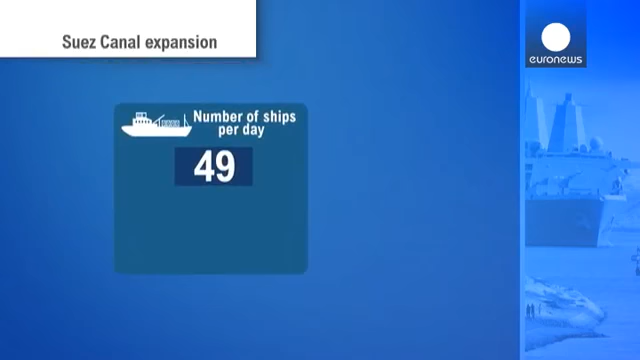 Suez Canal expansion
euronews
Number of ships
per day
49